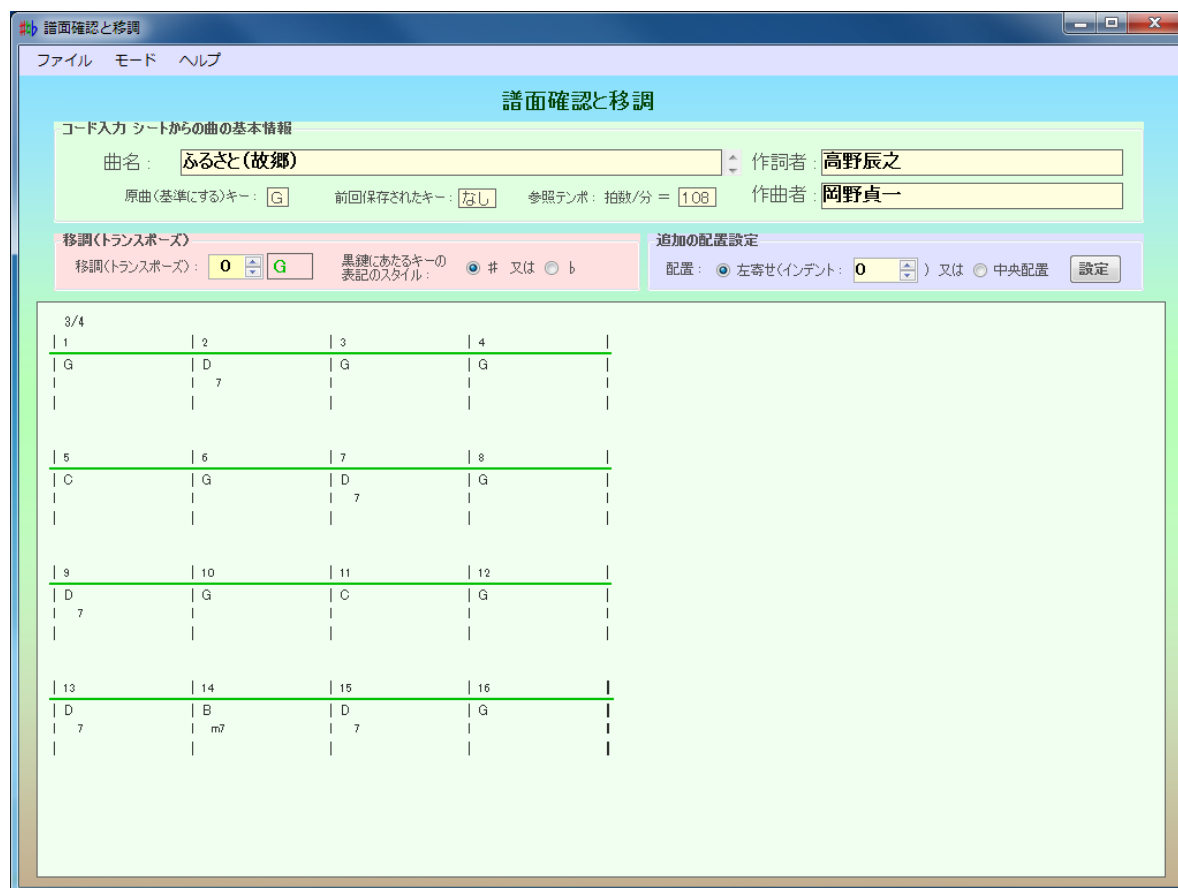 #b 譜面確認と移調
ファイル モード ヘルプ
譜面確認と移調
コード入力 シートからの曲の基本情報
曲名 : ふるさと(故郷) 作詞者 : 高野辰之
原曲(基準にする)キー : G 前回保存されたキー : なし 参照テンポ : 拍数/分 = 108 作曲者 : 岡野貞一
移調(トランスポーズ) 追加の配置設定
移調(トランスポーズ) : 0 G 黒鍵にあたるキーの表記のスタイル : # 又は ♭ 配置 : 左寄せ(インデント : 0 ) 又は 中央配置 設定
3/4
| 1 | 2 | 3 | 4 |
| G | D | G | G |
| | 7 | | |
| | | | |
| 5 | 6 | 7 | 8 |
| C | G | D | G |
| | | 7 | |
| | | | |
| 9 | 10 | 11 | 12 |
| D | G | C | G |
| 7 | | | |
| | | | |
| 13 | 14 | 15 | 16 |
| D | B | D | G |
| 7 | m7 | 7 | |
| | | | |